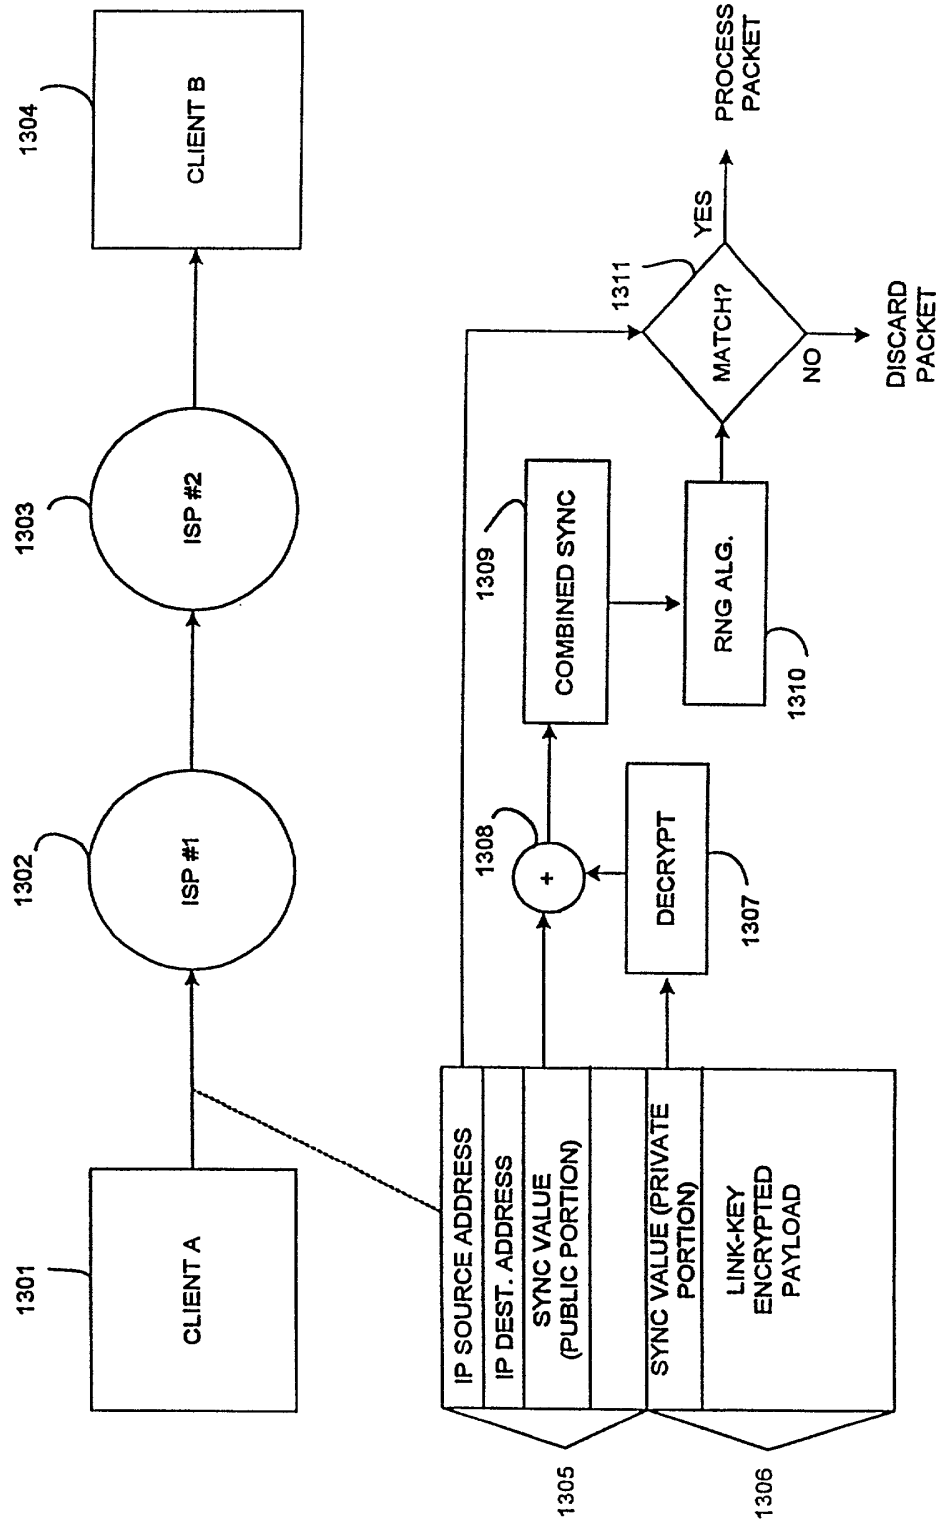 1301
CLIENT A
1302
ISP #1
1303
ISP #2
1304
CLIENT B
1305
IP SOURCE ADDRESS
IP DEST. ADDRESS
SYNC VALUE
(PUBLIC PORTION)
1306
SYNC VALUE (PRIVATE
PORTION)
LINK-KEY
ENCRYPTED
PAYLOAD
DECRYPT
1307
+
1308
COMBINED SYNC
1309
RNG ALG.
1310
MATCH?
1311
YES
PROCESS
PACKET
NO
DISCARD
PACKET